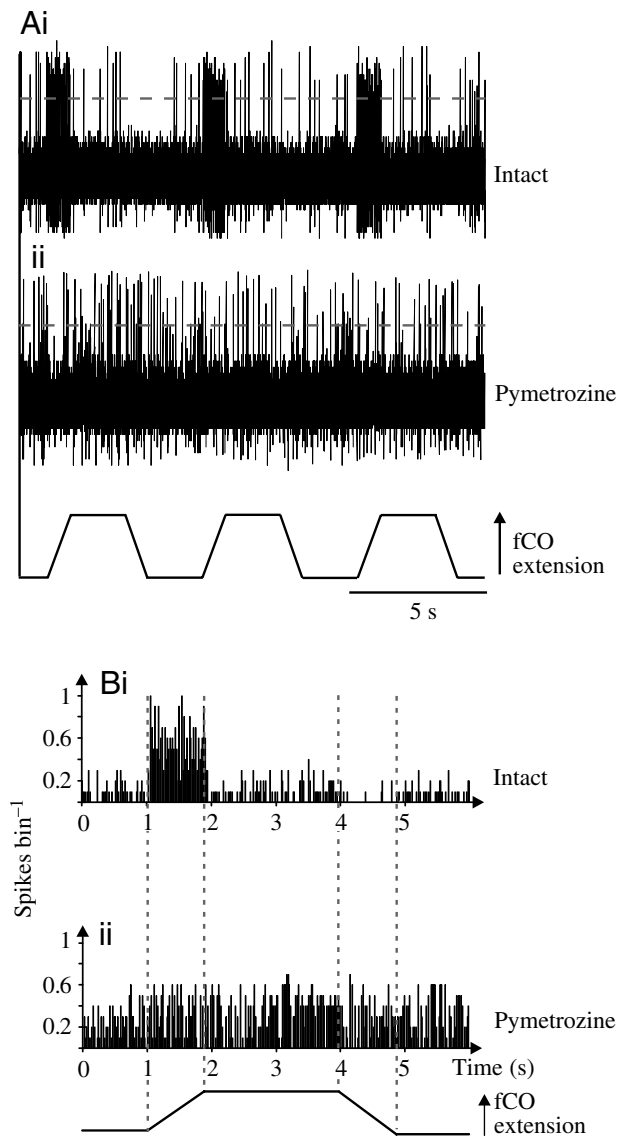 Ai
Intact
ii
Pymetrozine
fCO
extension
5 s
Bi
1
0.6
0.2
Intact
0 1 2 3 4 5
Spikes bin⁻¹
ii
1
0.6
0.2
Pymetrozine
0 1 2 3 4 5 Time (s)
fCO
extension